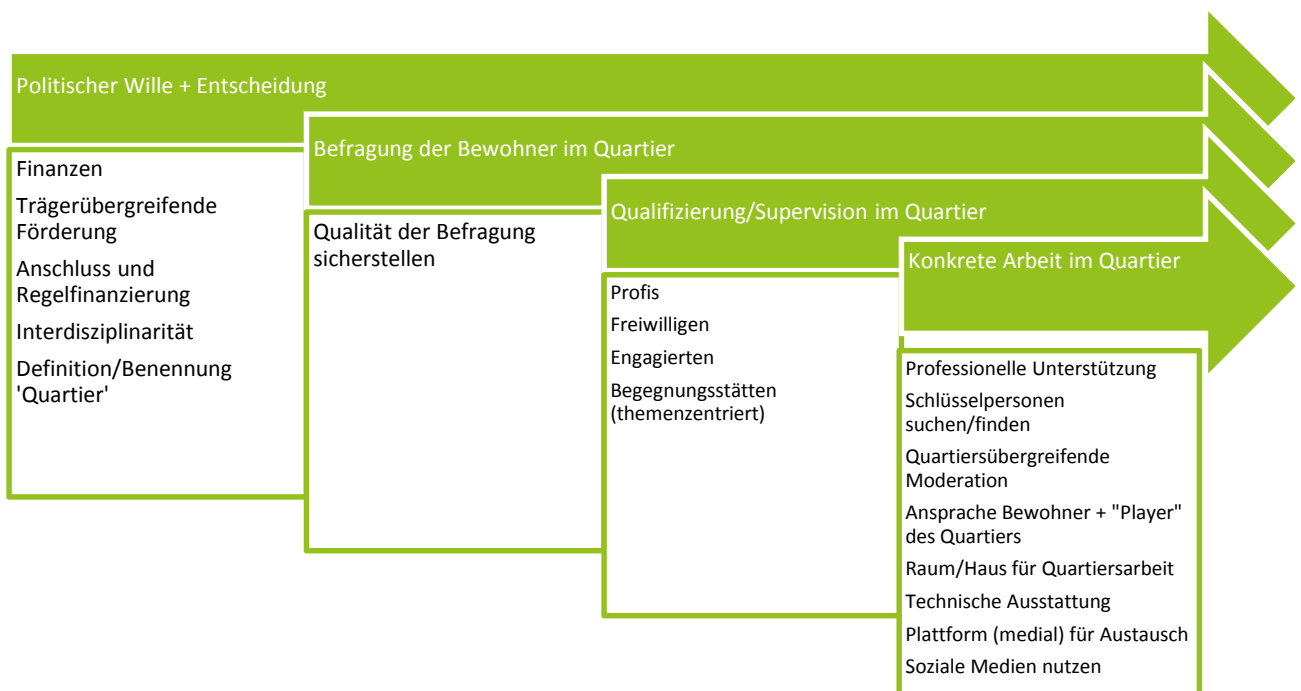 Politischer Wille + Entscheidung
Finanzen
Trägerübergreifende
Förderung
Anschluss und
Regelfinanzierung
Interdisziplinarität
Definition/Benennung
'Quartier'
Befragung der Bewohner im Quartier
Qualität der Befragung
sicherstellen
Qualifizierung/Supervision im Quartier
Profis
Freiwilligen
Engagierten
Begegnungsstätten
(themenzentriert)
Konkrete Arbeit im Quartier
Professionelle Unterstützung
Schlüsselpersonen
suchen/finden
Quartiersübergreifende
Moderation
Ansprache Bewohner + "Player"
des Quartiers
Raum/Haus für Quartiersarbeit
Technische Ausstattung
Plattform (medial) für Austausch
Soziale Medien nutzen